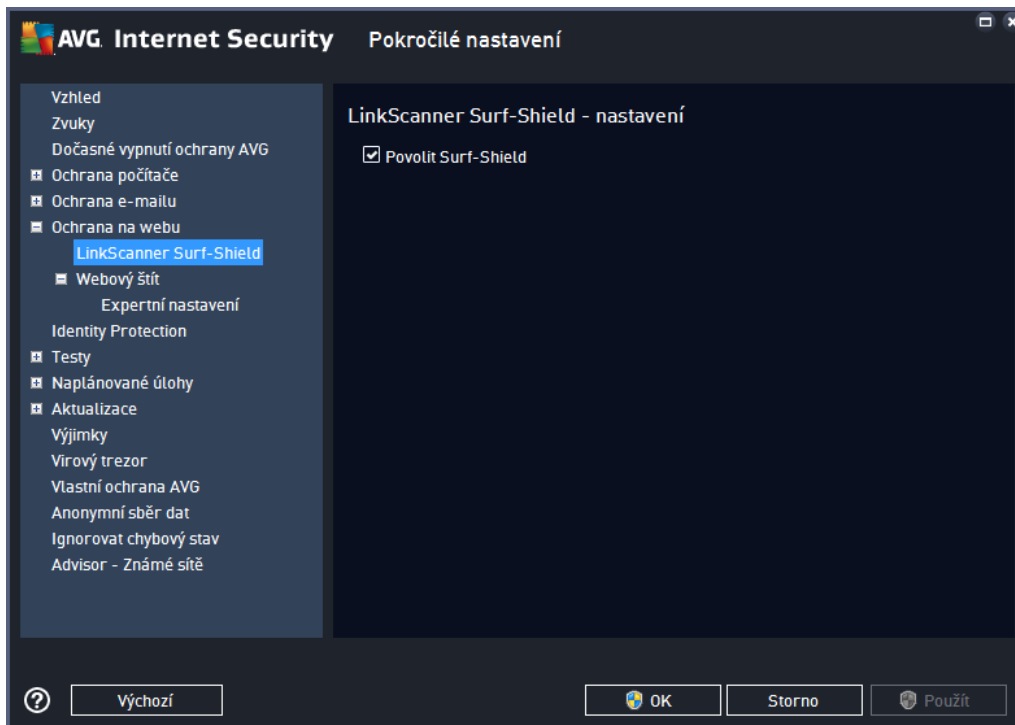 AVG. Internet Security Pokročilé nastavení
Vzhled
Zvuky
Dočasné vypnutí ochrany AVG
Ochrana počítače
Ochrana e-mailu
Ochrana na webu
LinkScanner Surf-Shield
Webový štít
Expertní nastavení
Identity Protection
Testy
Naplánované úlohy
Aktualizace
Výjimky
Virový trezor
Vlastní ochrana AVG
Anonymní sběr dat
Ignorovat chybový stav
Advisor - Známé sítě
LinkScanner Surf-Shield - nastavení
Povolit Surf-Shield
? Výchozí OK Storno Použít